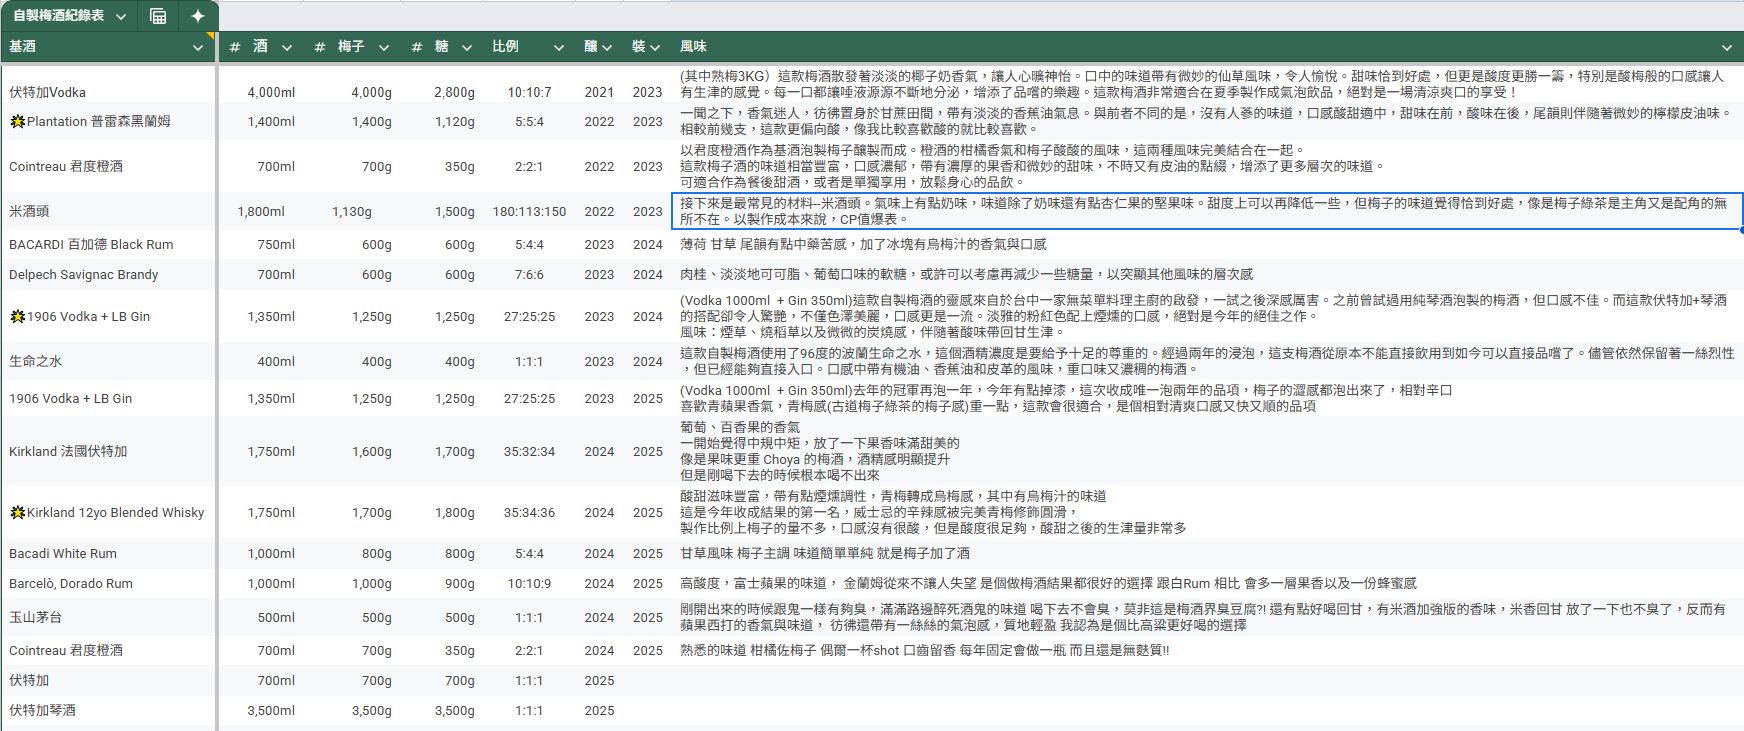 自製梅酒紀錄表
基酒 # 酒 # 梅子 # 糖 比例 釀 裝 風味
伏特加Vodka 4,000ml 4,000g 2,800g 10:10:7 2021 2023 (其中熟梅3KG）這款梅酒散發著淡淡的椰子奶香氣，讓人心曠神怡。口中的味道帶有微妙的仙草風味，令人愉悅。甜味恰到好處，但更是酸度更勝一籌，特別是酸梅般的口感讓人
有生津的感覺。每一口都讓唾液源源不斷地分泌，增添了品嚐的樂趣。這款梅酒非常適合在夏季製作成氣泡飲品，絕對是一場清涼爽口的享受！
Plantation 普雷森黑蘭姆 1,400ml 1,400g 1,120g 5:5:4 2022 2023 一聞之下，香氣迷人，彷彿置身於甘蔗田間，帶有淡淡的香蕉油氣息。與前者不同的是，沒有人蔘的味道，口感酸甜適中，甜味在前，酸味在後，尾韻則伴隨著微妙的檸檬皮油味。
相較前幾支，這款更偏向酸，像我比較喜歡酸的就比較喜歡。
Cointreau 君度橙酒 700ml 700g 350g 2:2:1 2022 2023 以君度橙酒作為基酒泡製梅子釀製而成。橙酒的柑橘香氣和梅子酸酸的風味，這兩種風味完美結合在一起。
這款梅子酒的味道相當豐富，口感濃郁，帶有濃厚的果香和微妙的甜味，不時又有皮油的點綴，增添了更多層次的味道。
可適合作為餐後甜酒，或者是單獨享用，放鬆身心的品飲。
米酒頭 1,800ml 1,130g 1,500g 180:113:150 2022 2023 接下來是最常見的材料--米酒頭。氣味上有點奶味，味道除了奶味還有點杏仁果的堅果味。甜度上可以再降低一些，但梅子的味道覺得恰到好處，像是梅子綠茶是主角又是配角的無
所不在。以製作成本來說，CP值爆表。
BACARDI 百加德 Black Rum 750ml 600g 600g 5:4:4 2023 2024 薄荷 甘草 尾韻有點中藥苦感，加了冰塊有烏梅汁的香氣與口感
Delpech Savignac Brandy 700ml 600g 600g 7:6:6 2023 2024 肉桂、淡淡地可可脂、葡萄口味的軟糖，或許可以考慮再減少一些糖量，以突顯其他風味的層次感
1906 Vodka + LB Gin 1,350ml 1,250g 1,250g 27:25:25 2023 2024 (Vodka 1000ml + Gin 350ml)這款自製梅酒的靈感來自於台中一家無菜單料理主廚的啟發，一試之後深感厲害。之前曾試過用純琴酒泡製的梅酒，但口感不佳。而這款伏特加+琴酒
的搭配卻令人驚艷，不僅色澤美麗，口感更是一流。淡雅的粉紅色配上煙燻的口感，絕對是今年的絕佳之作。
風味：煙草、燒稻草以及微微的炭燒感，伴隨著酸味帶回甘生津。
生命之水 400ml 400g 400g 1:1:1 2023 2024 這款自製梅酒使用了96度的波蘭生命之水，這個酒精濃度是要給予十足的尊重的。經過兩年的浸泡，這支梅酒從原本不能直接飲用到如今可以直接品嚐了。儘管依然保留著一絲烈性
，但已經能夠直接入口。口感中帶有機油、香蕉油和皮革的風味，重口味又濃稠的梅酒。
1906 Vodka + LB Gin 1,350ml 1,250g 1,250g 27:25:25 2023 2025 (Vodka 1000ml + Gin 350ml)去年的冠軍再泡一年，今年有點掉漆，這次收成唯一泡兩年的品項，梅子的澀感都泡出來了，相對辛口
喜歡青蘋果香氣，青梅感(古道梅子綠茶的梅子感)重一點，這款會很適合，是個相對清爽口感又快又順的品項
Kirkland 法國伏特加 1,750ml 1,600g 1,700g 35:32:34 2024 2025 葡萄、百香果的香氣
一開始覺得中規中矩，放了一下果香味滿甜美的
像是果味更重 Choya 的梅酒，酒精感明顯提升
但是剛喝下去的時候根本喝不出來
Kirkland 12yo Blended Whisky 1,750ml 1,700g 1,800g 35:34:36 2024 2025 酸甜滋味豐富，帶有點煙燻調性，青梅轉成烏梅感，其中有烏梅汁的味道
這是今年收成結果的第一名，威士忌的辛辣感被完美青梅修飾圓滑，
製作比例上梅子的量不多，口感沒有很酸，但是酸度很足夠，酸甜之後的生津量非常多
Bacadi White Rum 1,000ml 800g 800g 5:4:4 2024 2025 甘草風味 梅子主調 味道簡單單純 就是梅子加了酒
Barcelò, Dorado Rum 1,000ml 1,000g 900g 10:10:9 2024 2025 高酸度，富士蘋果的味道， 金蘭姆從來不讓人失望 是個做梅酒結果都很好的選擇 跟白Rum 相比 會多一層果香以及一份蜂蜜感
玉山茅台 500ml 500g 500g 1:1:1 2024 2025 剛開出來的時候跟鬼一樣有夠臭，滿滿路邊醉死酒鬼的味道 喝下去不會臭，莫非這是梅酒界臭豆腐?! 還有點好喝回甘，有米酒加強版的香味，米香回甘 放了一下也不臭了，反而有
蘋果西打的香氣與味道， 彷彿還帶有一絲絲的氣泡感，質地輕盈 我認為是個比高粱更好喝的選擇
Cointreau 君度橙酒 700ml 700g 350g 2:2:1 2024 2025 熟悉的味道 柑橘佐梅子 偶爾一杯shot 口齒留香 每年固定會做一瓶 而且還是無麩質!!
伏特加 700ml 700g 700g 1:1:1 2025
伏特加琴酒 3,500ml 3,500g 3,500g 1:1:1 2025